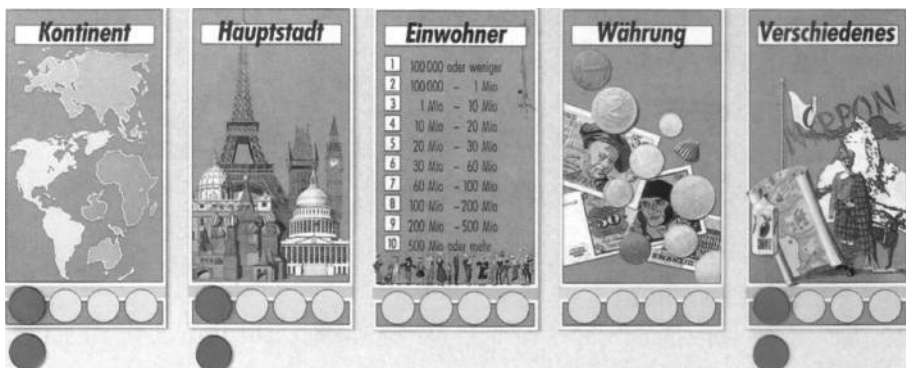 Kontinent
Hauptstadt
Einwohner
1 100 000 oder weniger
2 100 000 - 1 Mio
3 1 Mio - 10 Mio
4 10 Mio - 20 Mio
5 20 Mio - 30 Mio
6 30 Mio - 60 Mio
7 60 Mio - 100 Mio
8 100 Mio - 200 Mio
9 200 Mio - 500 Mio
10 500 Mio oder mehr
Währung
Verschiedenes
NIPPON